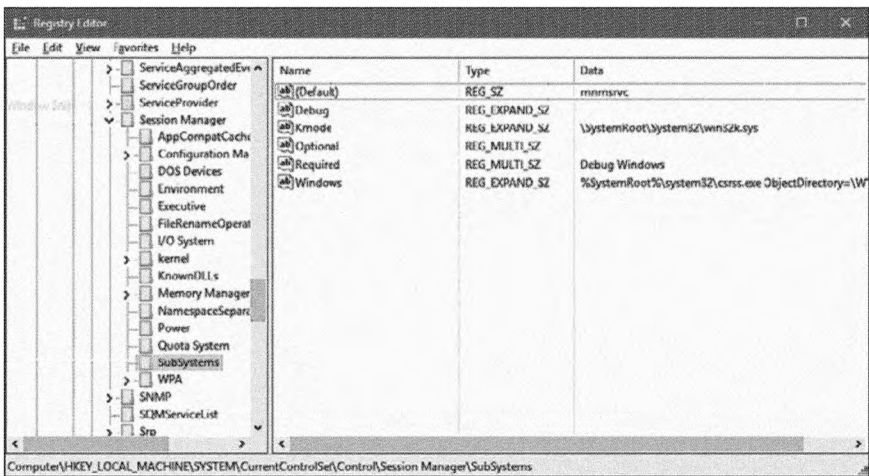 Registry Editor
File Edit View Favorites Help
ServiceAggregatedEve
ServiceGroupOrder
ServiceProvider
Session Manager
AppCompatCache
Configuration Ma
DOS Devices
Environment
Executive
FileRenameOperat
I/O System
kernel
KnownDLLs
Memory Manager
NamespaceSepara
Power
Quota System
SubSystems
WPA
SNMP
SQMServiceList
Srp
Name Type Data
(Default) REG_SZ mnmsrvc
Debug REG_EXPAND_SZ
Kmode REG_EXPAND_SZ \SystemRoot\System32\win32k.sys
Optional REG_MULTI_SZ
Required REG_MULTI_SZ Debug Windows
Windows REG_EXPAND_SZ %SystemRoot%\system32\csrss.exe ObjectDirectory=\W
Computer\HKEY_LOCAL_MACHINE\SYSTEM\CurrentControlSet\Control\Session Manager\SubSystems